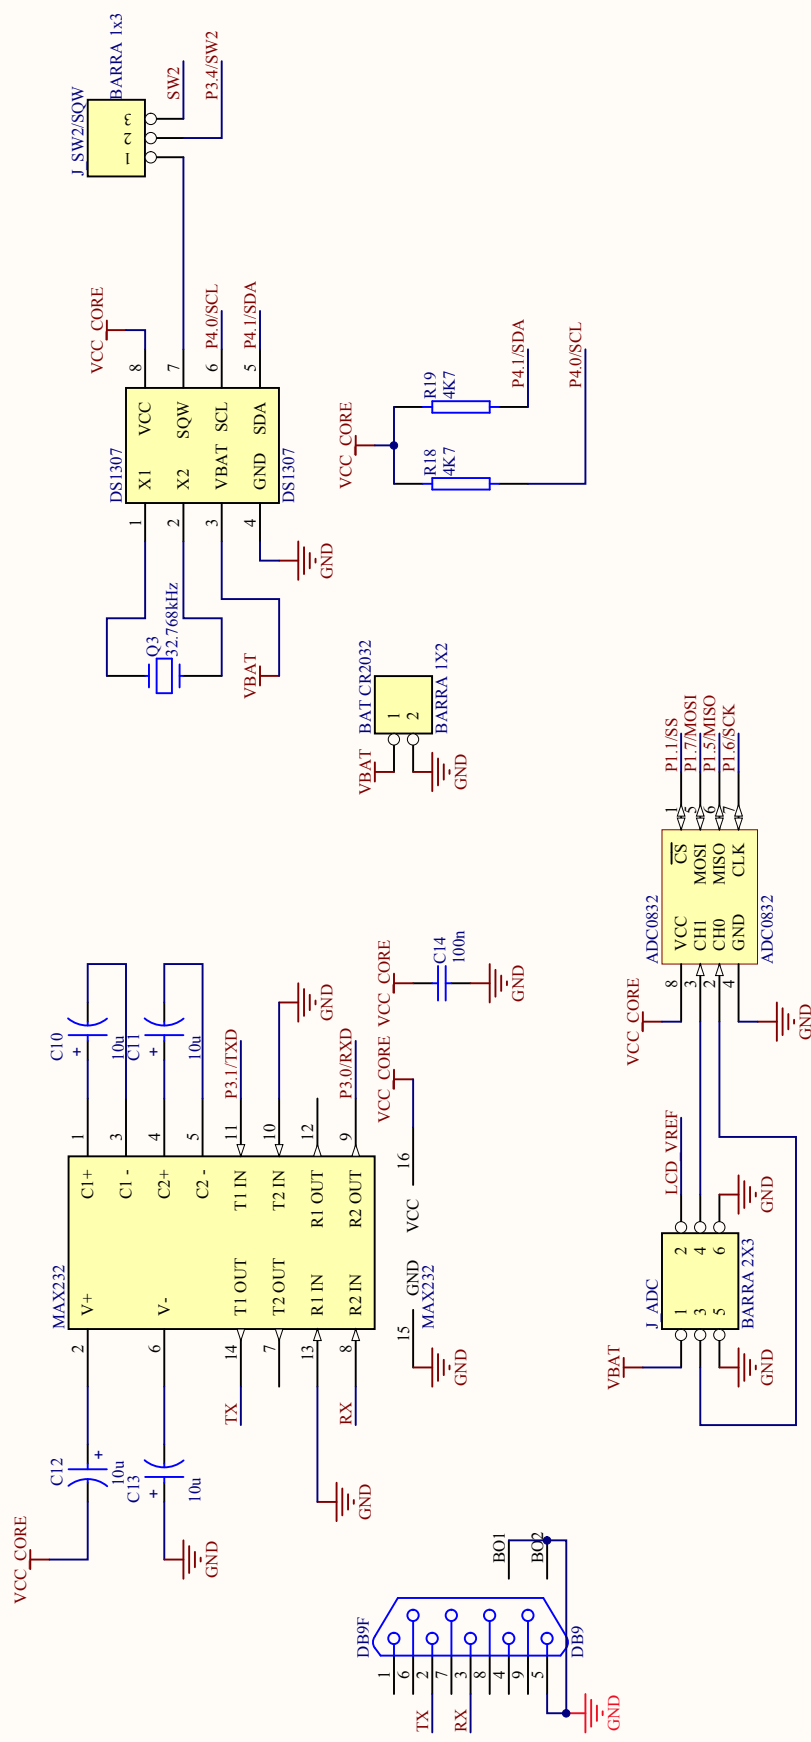 VCC_CORE
C12
10u
+
C13
10u
+
MAX232
2
V+
6
V-
14
T1 OUT
7
T2 OUT
13
R1 IN
8
R2 IN
C1+
1
C1 -
3
C2+
4
C2 -
5
T1 IN
11
T2 IN
10
R1 OUT
12
R2 OUT
9
15
GND
VCC
16
MAX232
C10
10u
+
C11
10u
+
TX
RX
P3.1/TXD
P3.0/RXD
GND
GND
GND
GND
VCC_CORE
VCC_CORE
C14
100n
GND
DB9F
1
6
2
7
3
8
4
9
5
DB9
TX
RX
BO1
BO2
GND
DS1307
1
X1
2
X2
3
VBAT
4
GND
VCC
8
SQW
7
SCL
6
SDA
5
DS1307
Q3
32.768kHz
VBAT
GND
VCC_CORE
P4.0/SCL
P4.1/SDA
J_SW2/SQW
1
2
3
BARRA 1x3
SW2
P3.4/SW2
BAT CR2032
1
2
BARRA 1X2
VBAT
GND
VCC_CORE
R18
4K7
R19
4K7
P4.1/SDA
P4.0/SCL
VBAT
J_ADC
1
2
3
4
5
6
BARRA 2X3
GND
GND
LCD_VREF
VCC_CORE
ADC0832
8
VCC
3
CH1
2
CH0
4
GND
CS
1
MOSI
5
MISO
6
CLK
7
ADC0832
GND
P1.1/SS
P1.7/MOSI
P1.5/MISO
P1.6/SCK